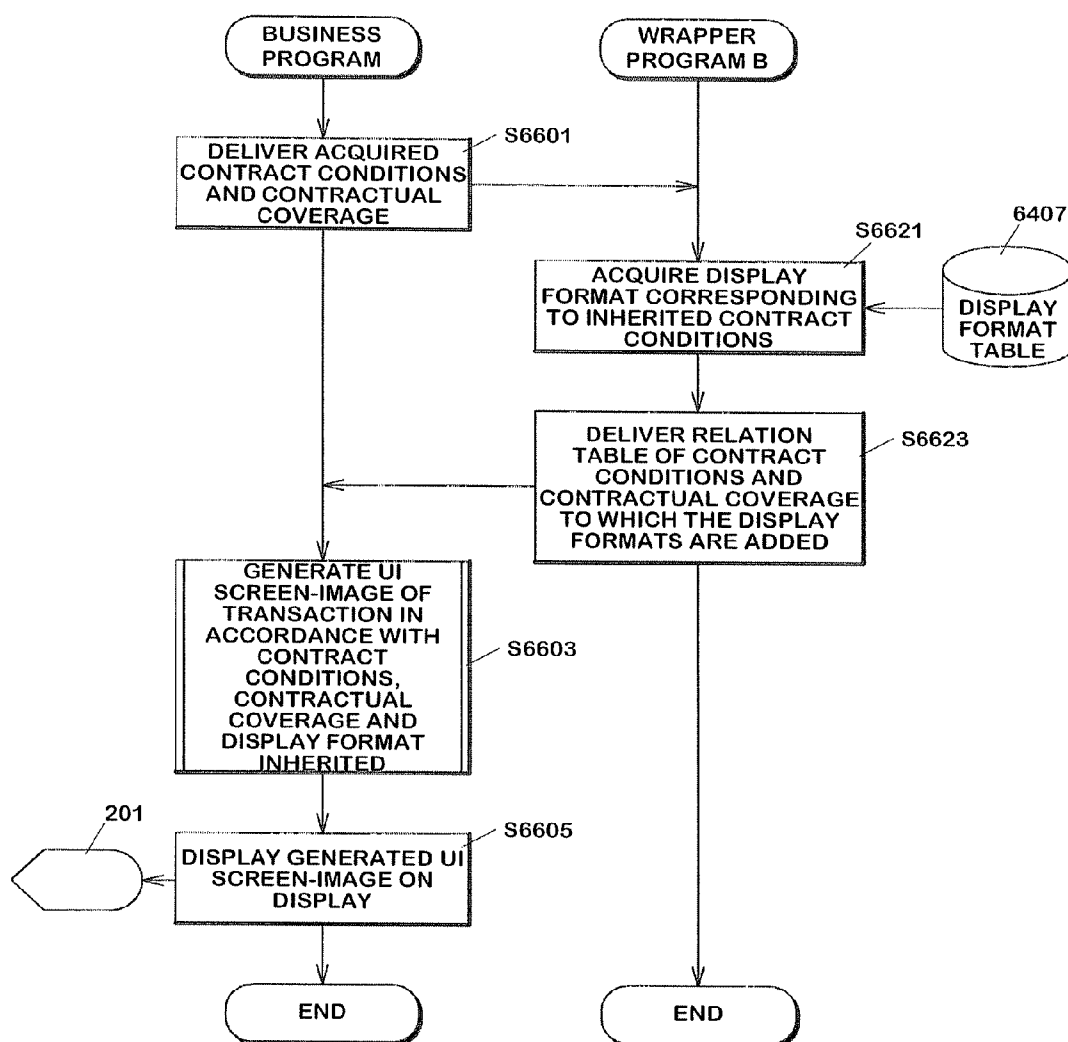 BUSINESS
PROGRAM
WRAPPER
PROGRAM B
S6601
DELIVER ACQUIRED
CONTRACT CONDITIONS
AND CONTRACTUAL
COVERAGE
S6621
6407
ACQUIRE DISPLAY
FORMAT CORRESPONDING
TO INHERITED CONTRACT
CONDITIONS
DISPLAY
FORMAT
TABLE
S6623
DELIVER RELATION
TABLE OF CONTRACT
CONDITIONS AND
CONTRACTUAL COVERAGE
TO WHICH THE DISPLAY
FORMATS ARE ADDED
GENERATE UI
SCREEN-IMAGE OF
TRANSACTION IN
ACCORDANCE WITH
CONTRACT
CONDITIONS,
CONTRACTUAL
COVERAGE AND
DISPLAY FORMAT
INHERITED
S6603
201
S6605
DISPLAY GENERATED UI
SCREEN-IMAGE ON
DISPLAY
END
END